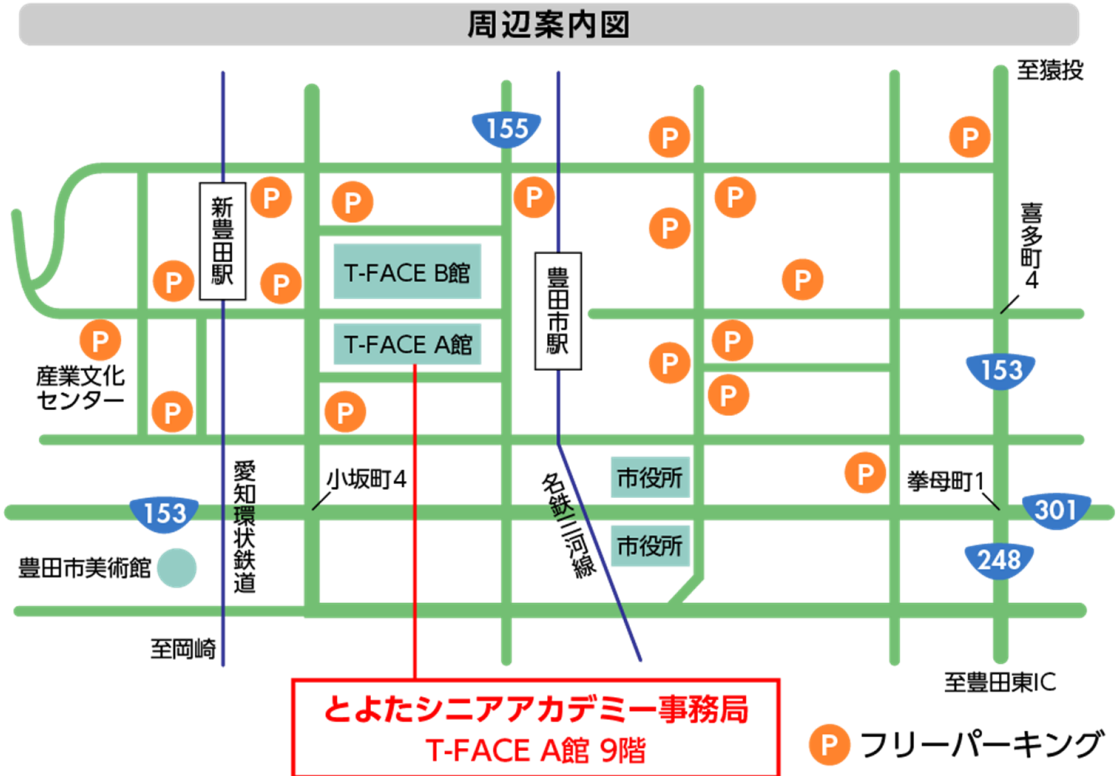 周辺案内図
至猿投
155
P
P
P
P
P
P
新豊田駅
P
喜多町4
T-FACE B館
豊田市駅
P
P
P
T-FACE A館
P
P
P
153
産業文化
センター
P
P
P
愛知環状鉄道
小坂町4
名鉄三河線
市役所
P
拳母町1
153
301
市役所
248
豊田市美術館
至岡崎
至豊田東IC
とよたシニアアカデミー事務局
T-FACE A館 9階
P フリーパーキング